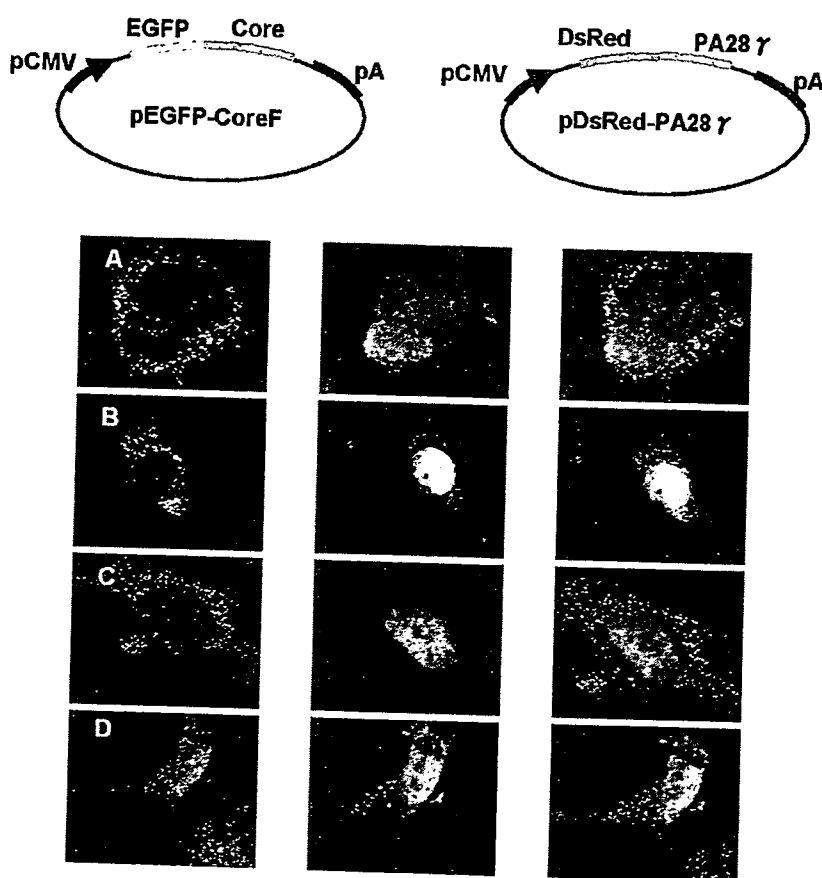 EGFP Core
pCMV
pA
pEGFP-CoreF
DsRed PA28 γ
pCMV
pA
pDsRed-PA28 γ
A
B
C
D